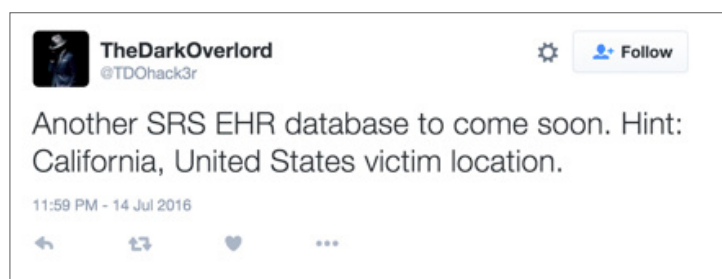 TheDarkOverlord
@TDOhack3r
Follow
Another SRS EHR database to come soon. Hint:
California, United States victim location.
11:59 PM - 14 Jul 2016